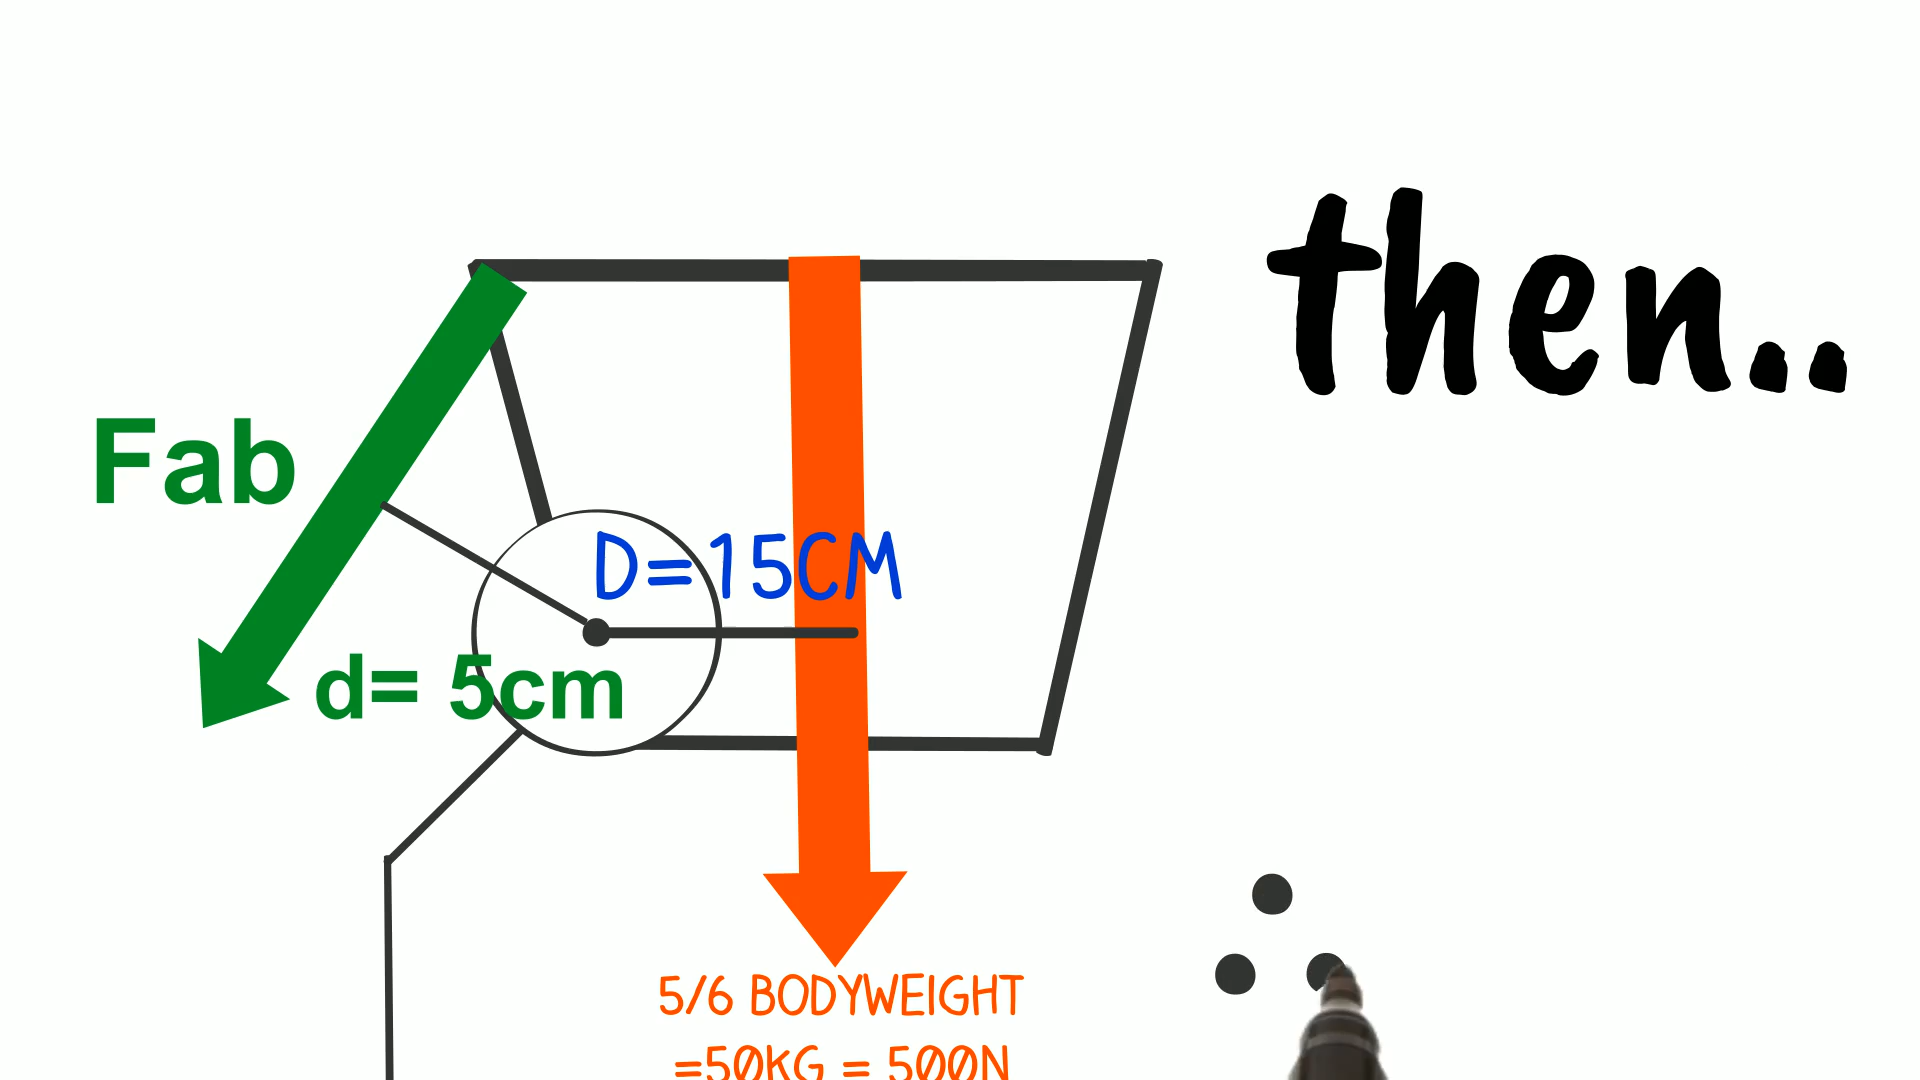 then..
Fab
D=15CM
d= 5cm
5/6 BODYWEIGHT
=50KG = 500N